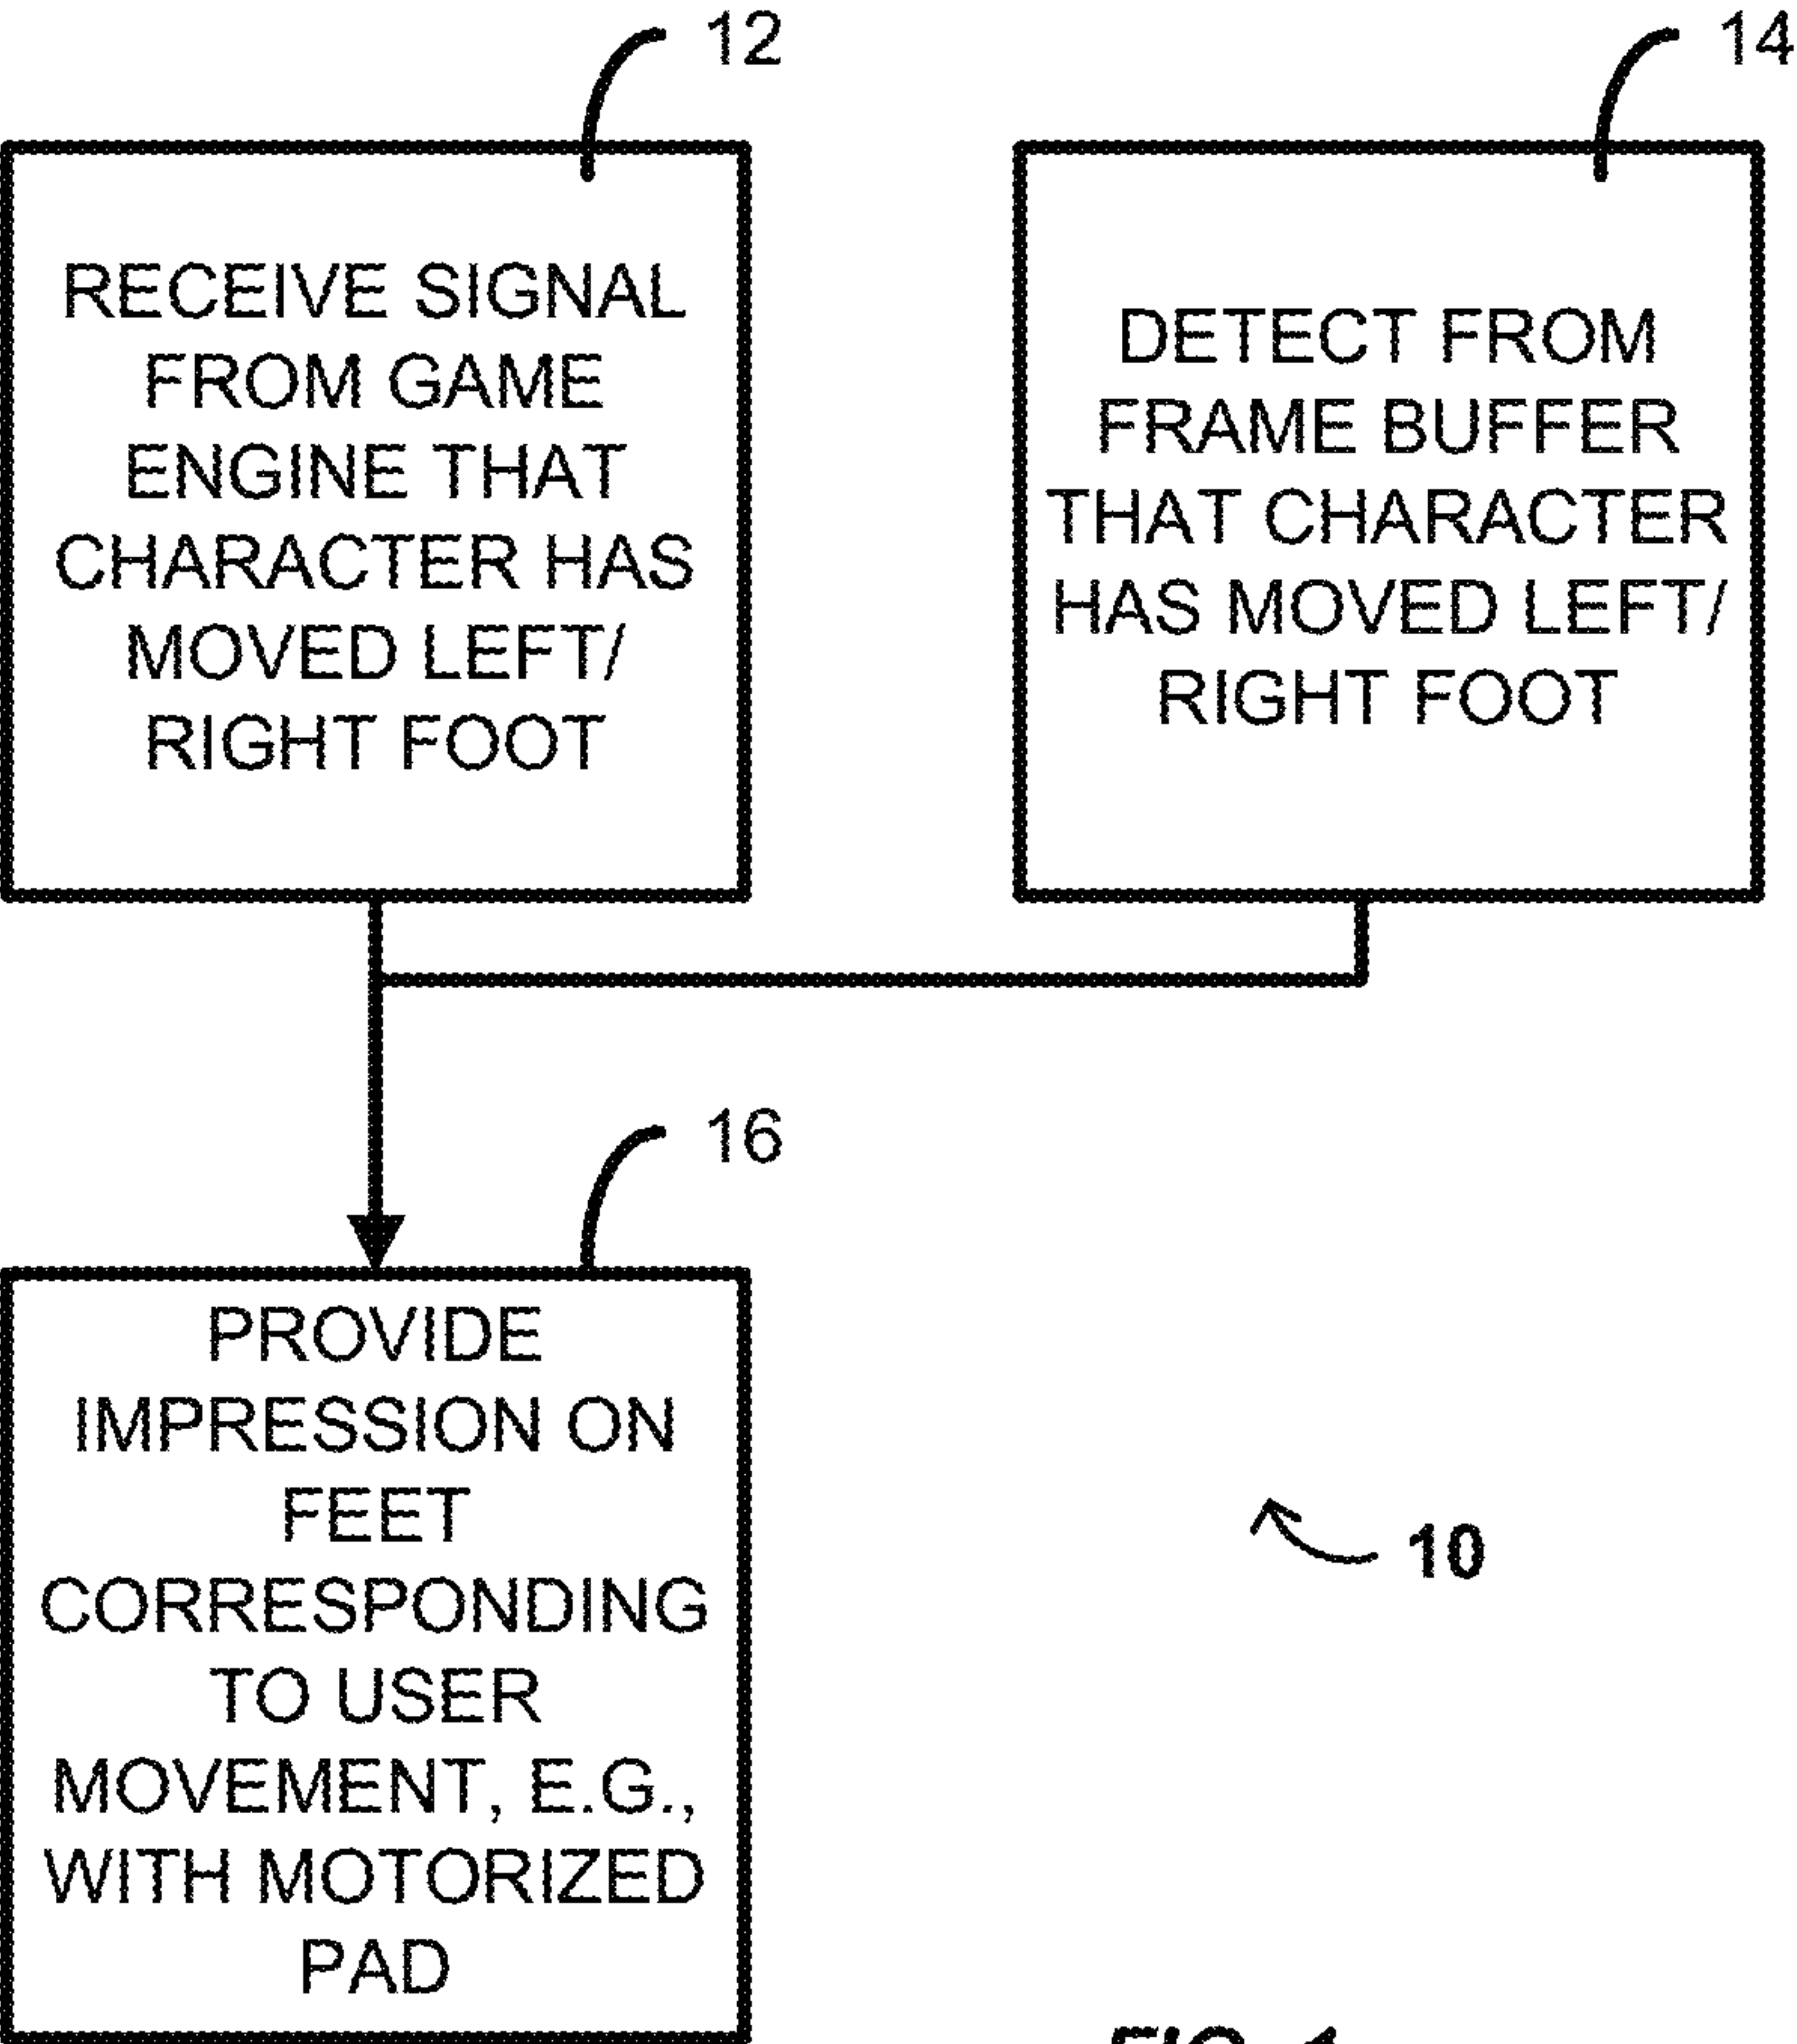 12
RECEIVE SIGNAL
FROM GAME
ENGINE THAT
CHARACTER HAS
MOVED LEFT/
RIGHT FOOT
14
DETECT FROM
FRAME BUFFER
THAT CHARACTER
HAS MOVED LEFT/
RIGHT FOOT
16
PROVIDE
IMPRESSION ON
FEET
CORRESPONDING
TO USER
MOVEMENT, E.G.,
WITH MOTORIZED
PAD
10
FIG. 1